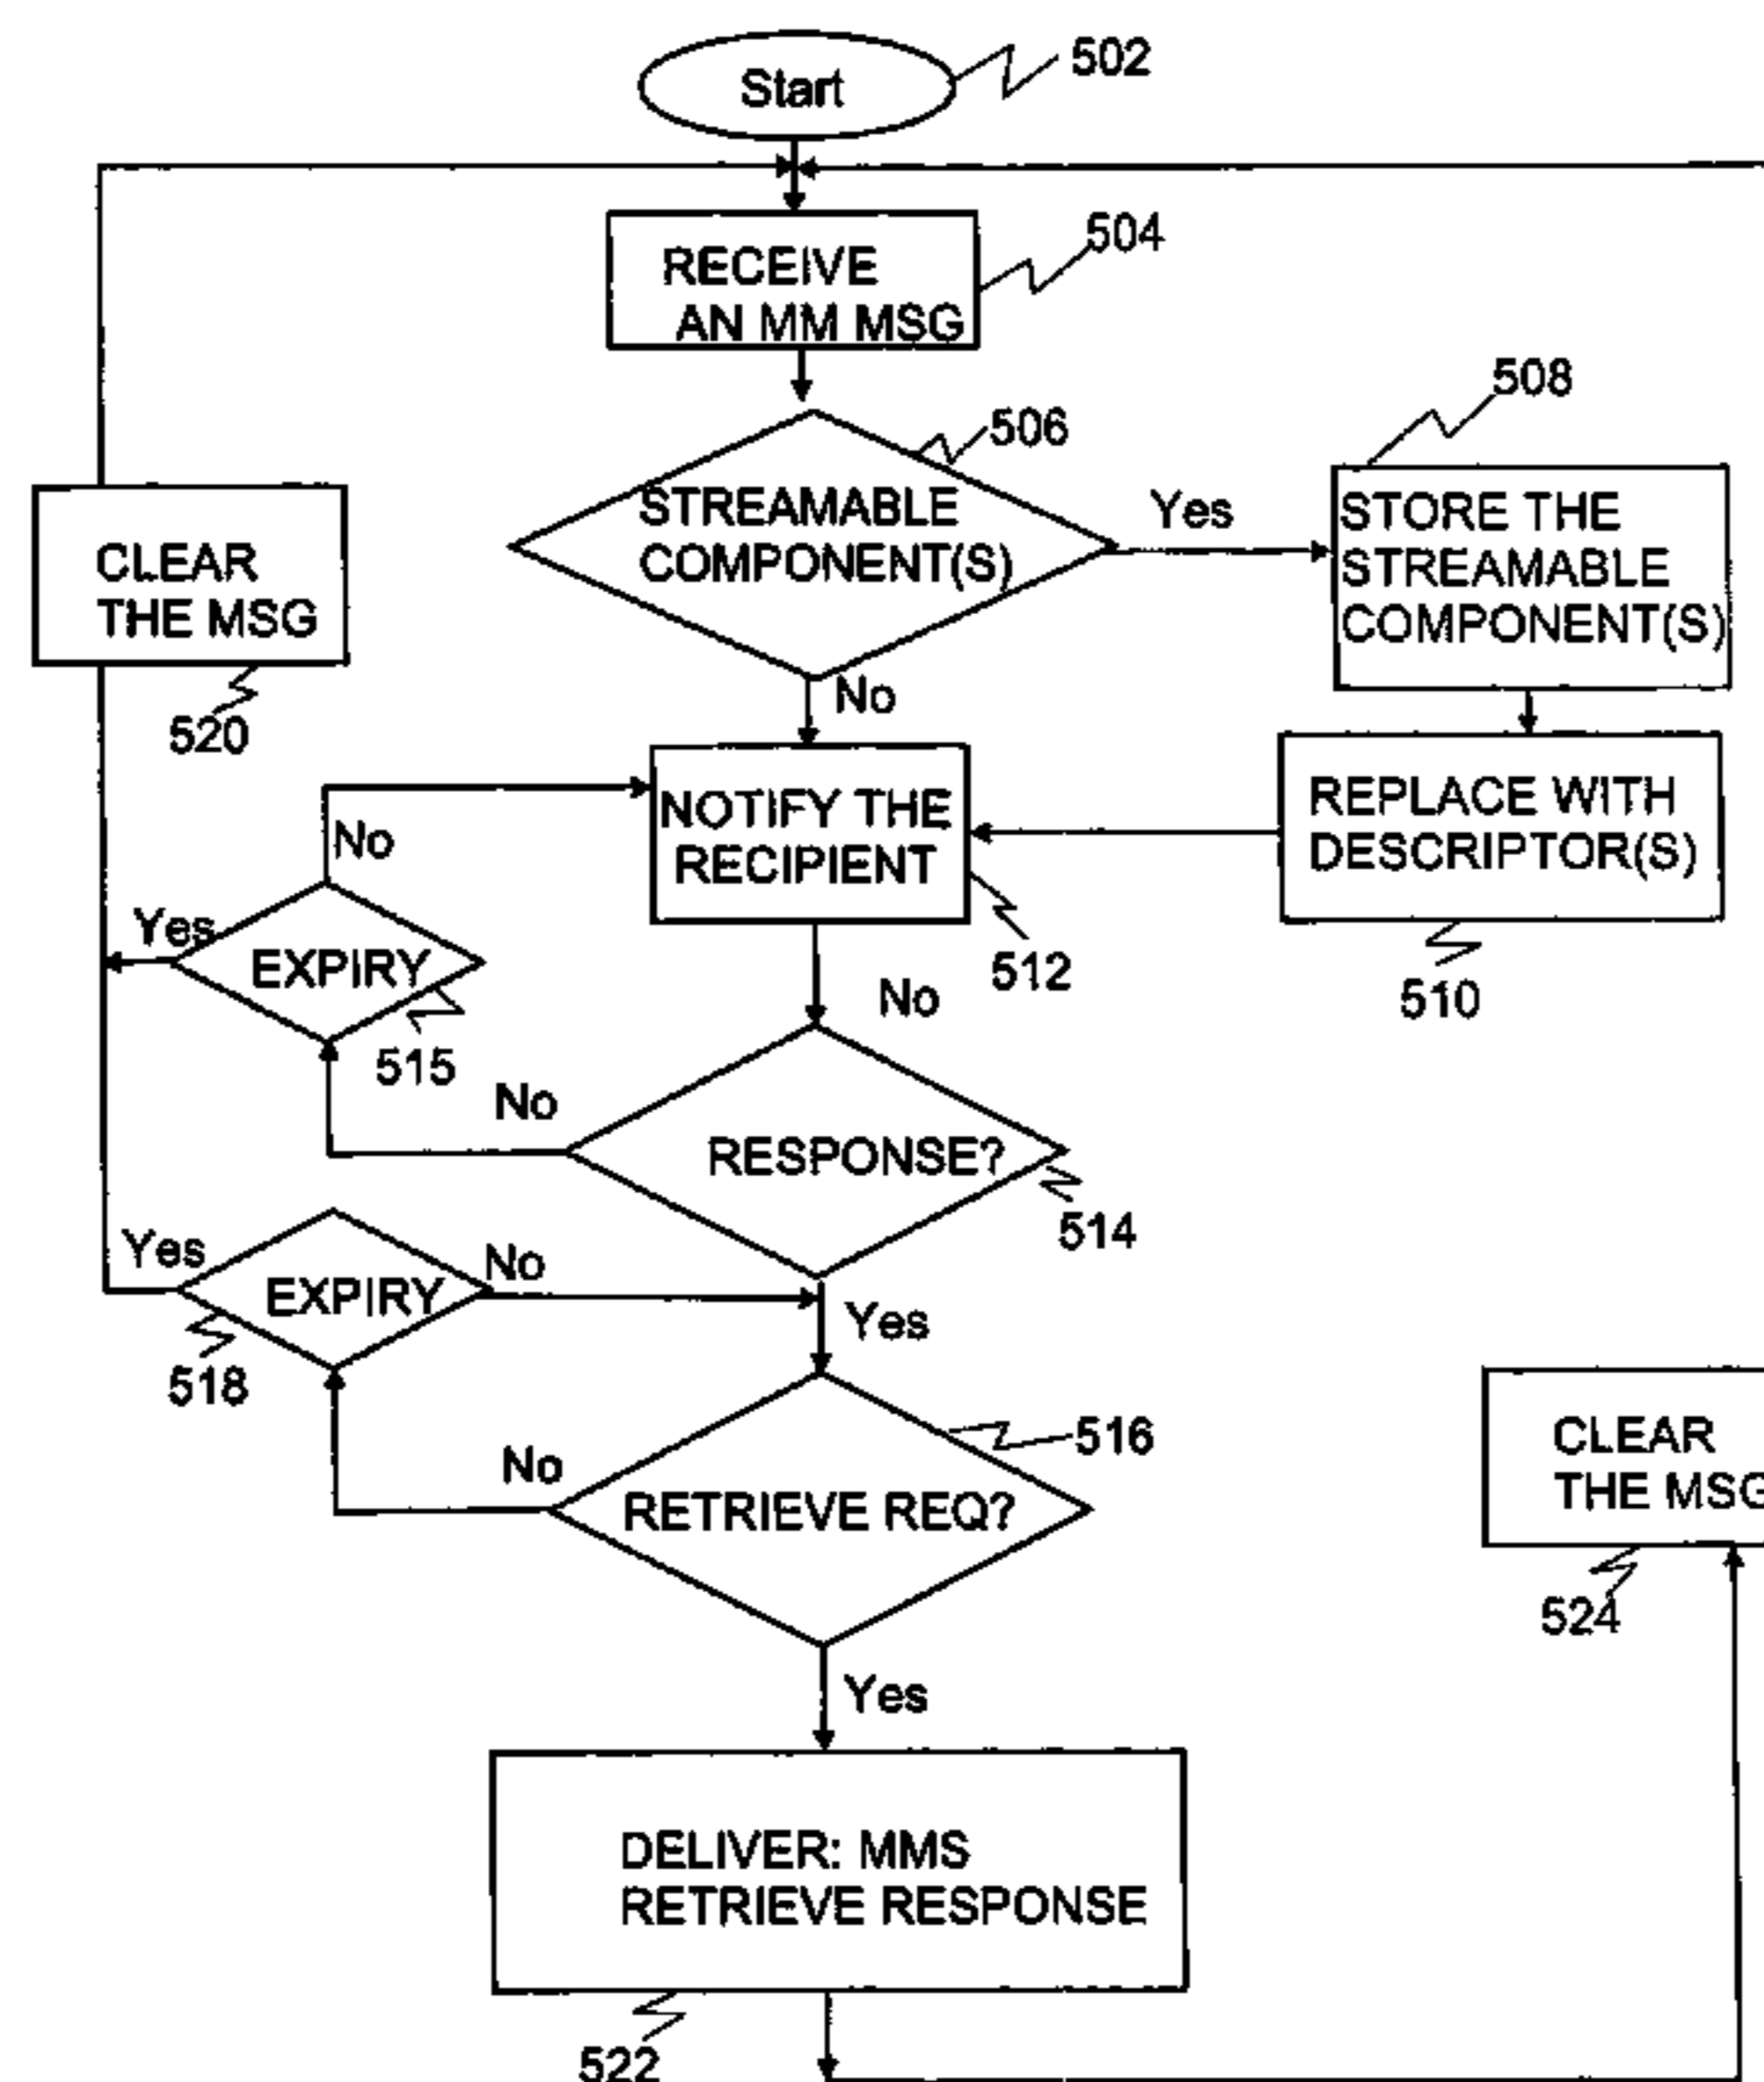 Start
502
RECEIVE
AN MM MSG
504
STREAMABLE
COMPONENT(S)
506
Yes
508
STORE THE
STREAMABLE
COMPONENT(S)
No
CLEAR
THE MSG
520
NOTIFY THE
RECIPIENT
512
REPLACE WITH
DESCRIPTOR(S)
510
No
Yes
EXPIRY
515
No
No
RESPONSE?
514
Yes
EXPIRY
No
518
Yes
516
No
RETRIEVE REQ?
CLEAR
THE MSG
524
Yes
DELIVER: MMS
RETRIEVE RESPONSE
522